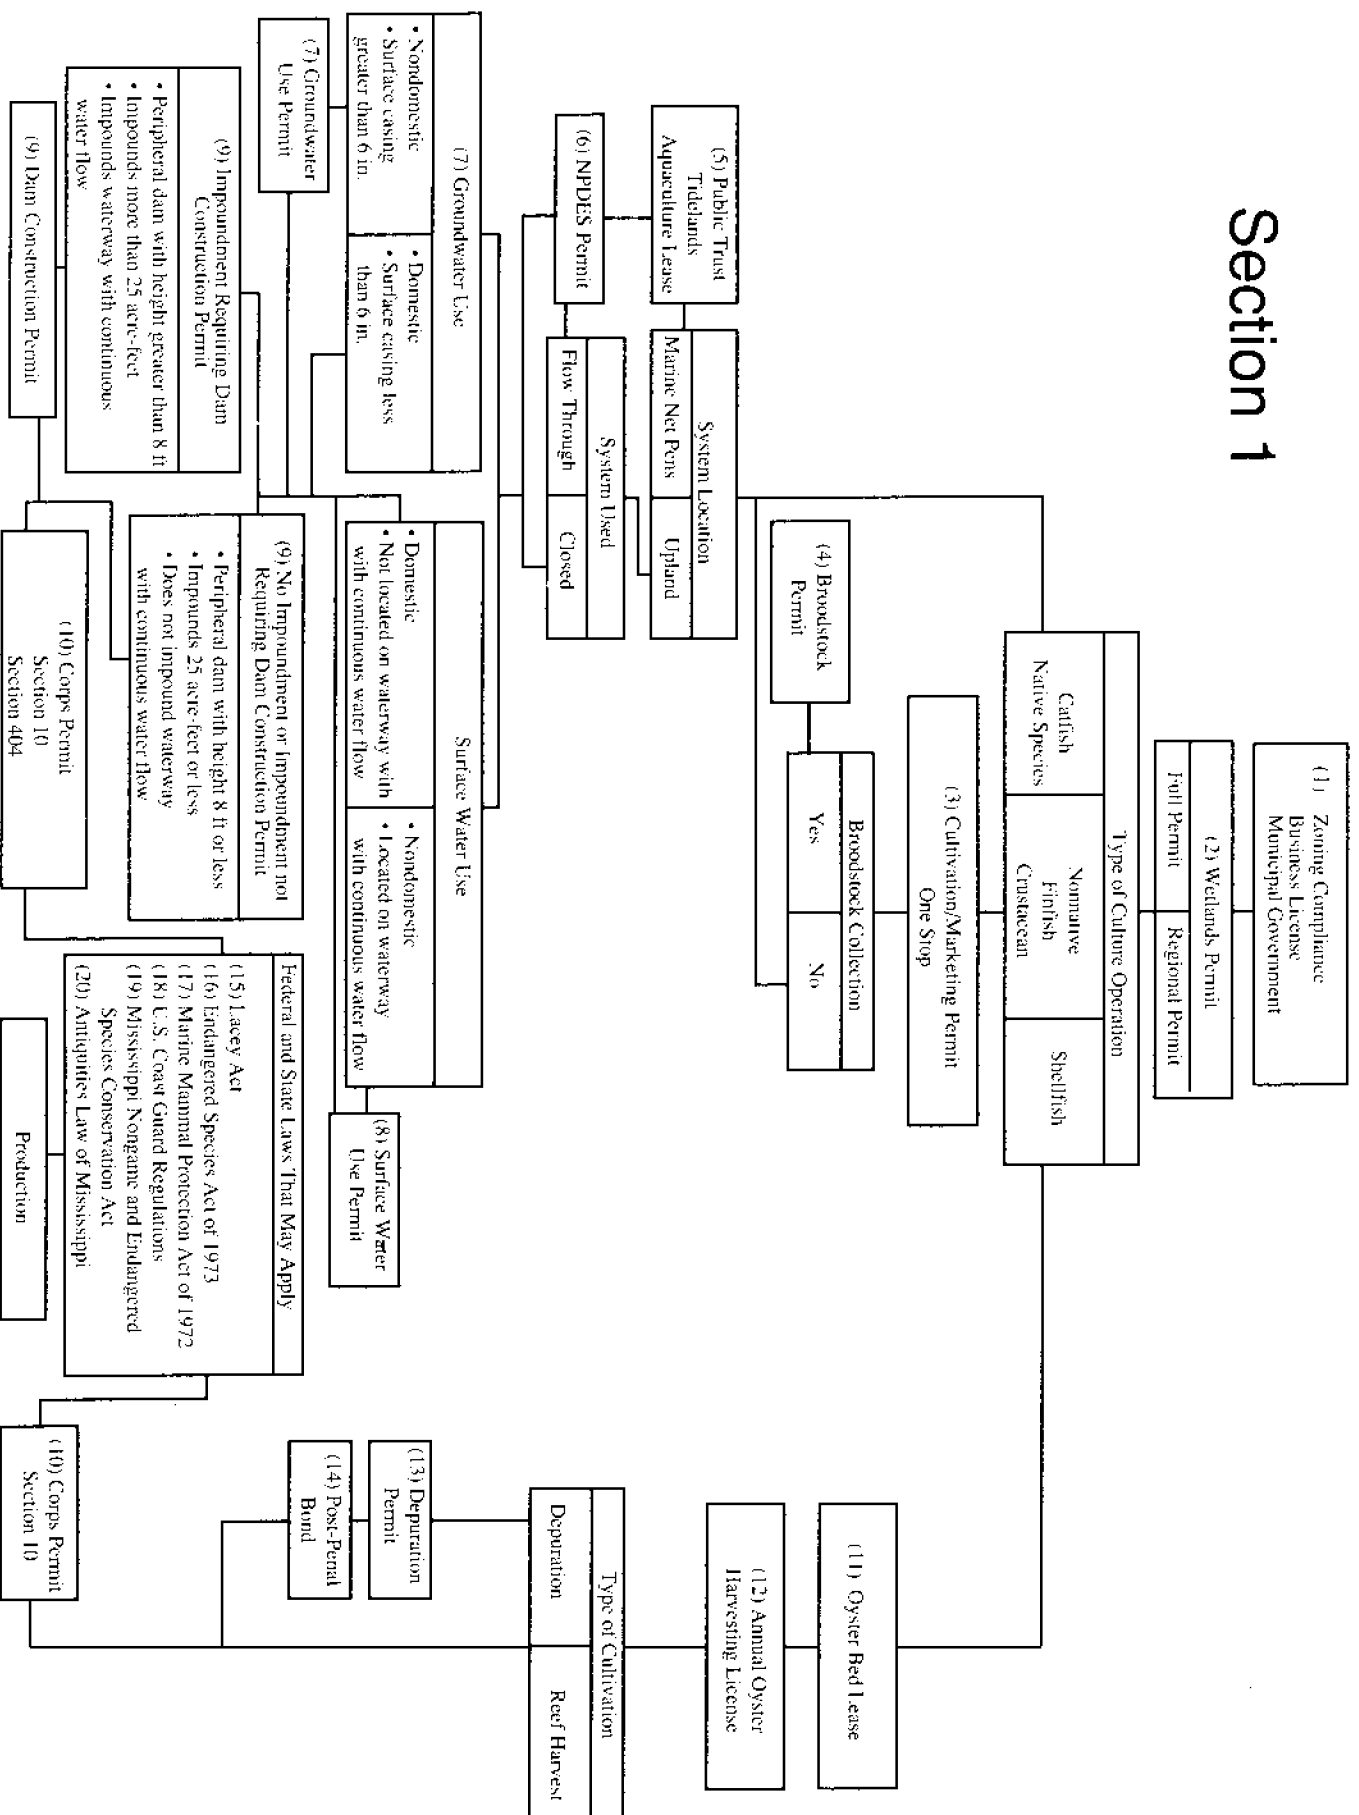 Section 1
(1) Zoning Compliance
Business License
Municipal Government
(2) Wetlands Permit
Full Permit
Regional Permit
Type of Culture Operation
Catfish
Native Species
Nonnative
Finfish
Crustacean
Shellfish
(3) Cultivation/Marketing Permit
One Stop
Broodstock Collection
Yes
No
(4) Broodstock
Permit
System Location
Marine Net Pens
Upland
(5) Public Trust
Tidelands
Aquaculture Lease
System Used
Flow Through
Closed
(6) NPDES Permit
(7) Groundwater Use
• Nondomestic
• Surface casing
greater than 6 in.
• Domestic
• Surface casing less
than 6 in.
(7) Groundwater
Use Permit
Surface Water Use
• Domestic
• Not located on waterway with
with continuous water flow
• Nondomestic
• Located on waterway
with continuous water flow
(8) Surface Water
Use Permit
(9) Impoundment Requiring Dam
Construction Permit
• Peripheral dam with height greater than 8 ft
• Impounds more than 25 acre-feet
• Impounds waterway with continuous
water flow
(9) No Impoundment or Impoundment not
Requiring Dam Construction Permit
• Peripheral dam with height 8 ft or less
• Impounds 25 acre-feet or less
• Does not impound waterway
with continuous water flow
(9) Dam Construction Permit
(10) Corps Permit
Section 10
Section 404
Federal and State Laws That May Apply
(15) Lacey Act
(16) Endangered Species Act of 1973
(17) Marine Mammal Protection Act of 1972
(18) U.S. Coast Guard Regulations
(19) Mississippi Nongame and Endangered
Species Conservation Act
(20) Antiquities Law of Mississippi
Production
(11) Oyster Bed Lease
(12) Annual Oyster
Harvesting License
Type of Cultivation
Depuration
Reef Harvest
(13) Depuration
Permit
(14) Post-Penal
Bond
(10) Corps Permit
Section 10